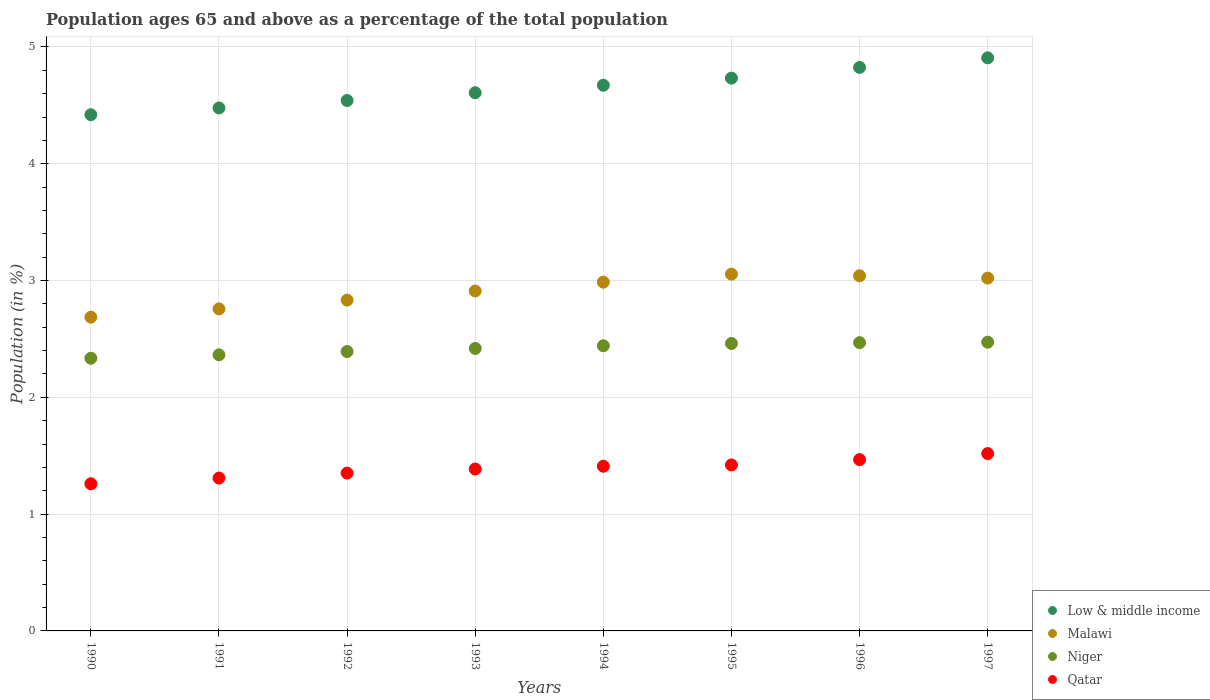 Population ages 65 and above as a percentage of the total population
Population (in %)
5
4
3
2
1
0
1990
1991
1992
1993
1994
1995
1996
1997
Years
Low & middle income
Malawi
Niger
Qatar